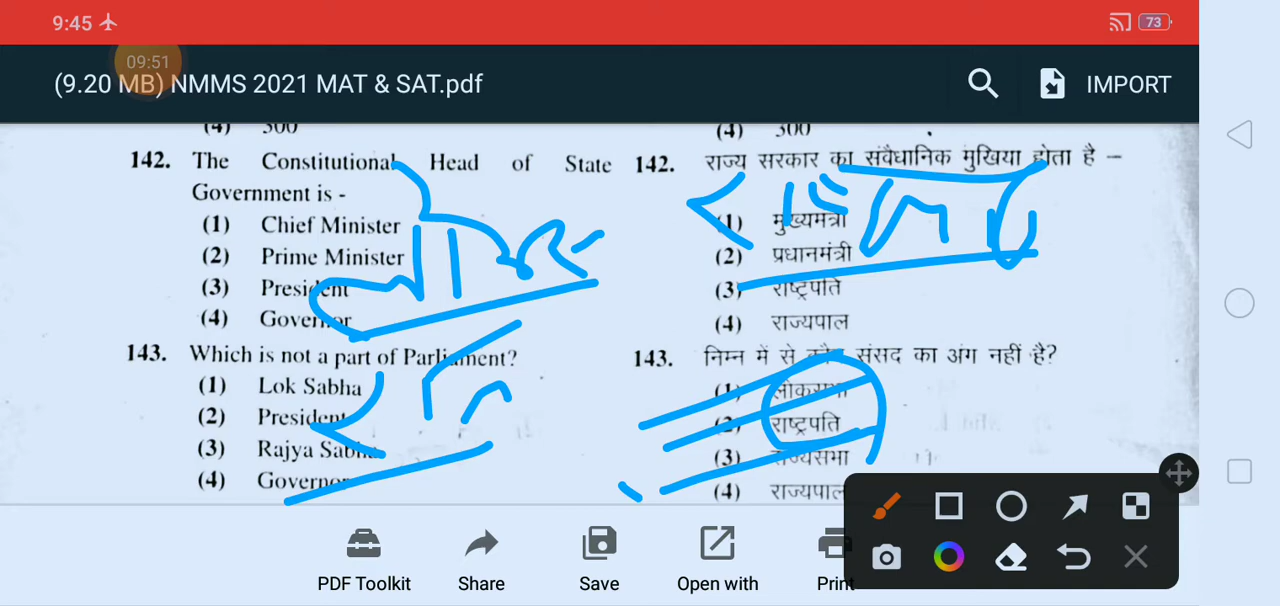 9:45
73
09:51
(9.20 MB) NMMS 2021 MAT & SAT.pdf
IMPORT
(4) 300
142. The Constitutional Head of State
Government is -
(1) Chief Minister
(2) Prime Minister
(3) President
(4) Governor
143. Which is not a part of Parliament?
(1) Lok Sabha
(2) President
(3) Rajya Sabha
(4) Governor
(4) 300
142. राज्य सरकार का संवैधानिक मुखिया होता है –
(1) मुख्यमंत्री
(2) प्रधानमंत्री
(3) राष्ट्रपति
(4) राज्यपाल
143. निम्न में से कौन संसद का अंग नहीं है?
(1) लोकसभा
(2) राष्ट्रपति
(3) राज्यसभा
(4) राज्यपाल
PDF Toolkit
Share
Save
Open with
Print